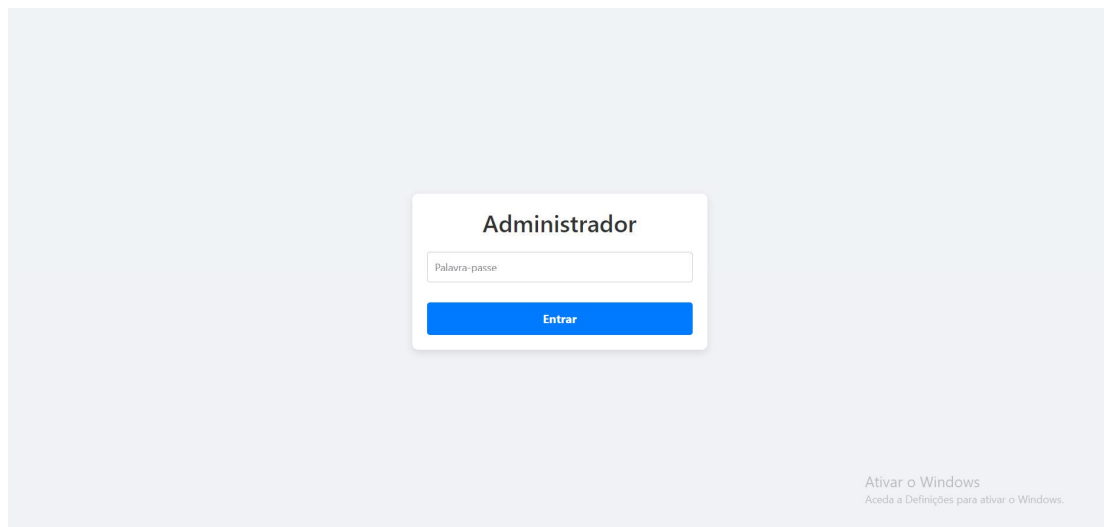 Administrador
Palavra-passe
Entrar
Ativar o Windows
Aceda a Definições para ativar o Windows.